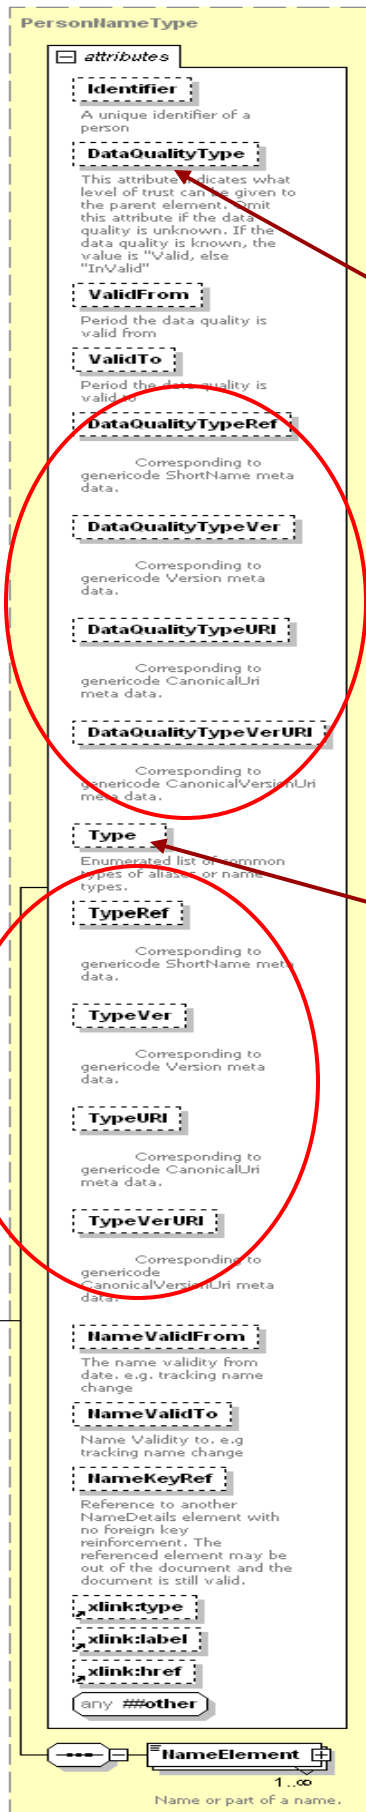 PersonNameType
attributes
Identifier
A unique identifier of a
person
DataQualityType
This attribute indicates what
level of trust can be given to
the parent element. Omit
this attribute if the data
quality is unknown. If the
data quality is known, the
value is "Valid, else
"InValid"
ValidFrom
Period the data quality is
valid from
ValidTo
Period the data quality is
valid to
DataQualityTypeRef
Corresponding to
genericode ShortName meta
data.
DataQualityTypeVer
Corresponding to
genericode Version meta
data.
DataQualityTypeURI
Corresponding to
genericode CanonicalUri
meta data.
DataQualityTypeVerURI
Corresponding to
genericode CanonicalVersionUri
meta data.
Type
Enumerated list of common
types of aliases or name
types.
TypeRef
Corresponding to
genericode ShortName meta
data.
TypeVer
Corresponding to
genericode Version meta
data.
TypeURI
Corresponding to
genericode CanonicalUri
meta data.
TypeVerURI
Corresponding to
genericode
CanonicalVersionUri meta
data.
NameValidFrom
The name validity from
date. e.g. tracking name
change
NameValidTo
Name Validity to. e.g
tracking name change
NameKeyRef
Reference to another
NameDetails element with
no foreign key
reinforcement. The
referenced element may be
out of the document and the
document is still valid.
xlink:type
xlink:label
xlink:href
any ##other
NameElement
1..∞
Name or part of a name.